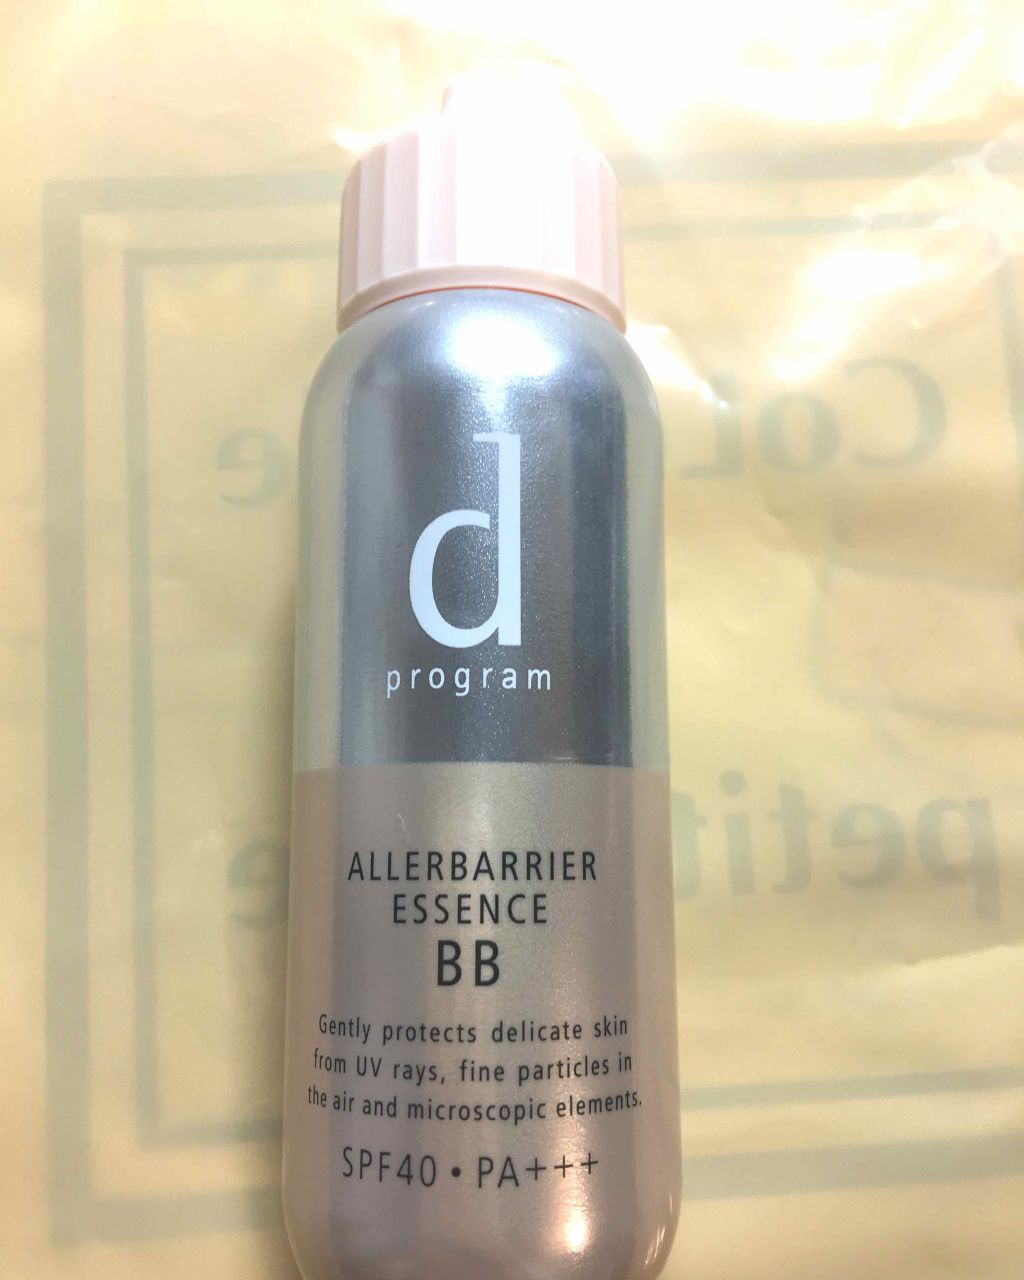 d
program
ALLERBARRIER
ESSENCE
BB
Gently protects delicate skin
from UV rays, fine particles in
the air and microscopic elements.
SPF40 • PA+++